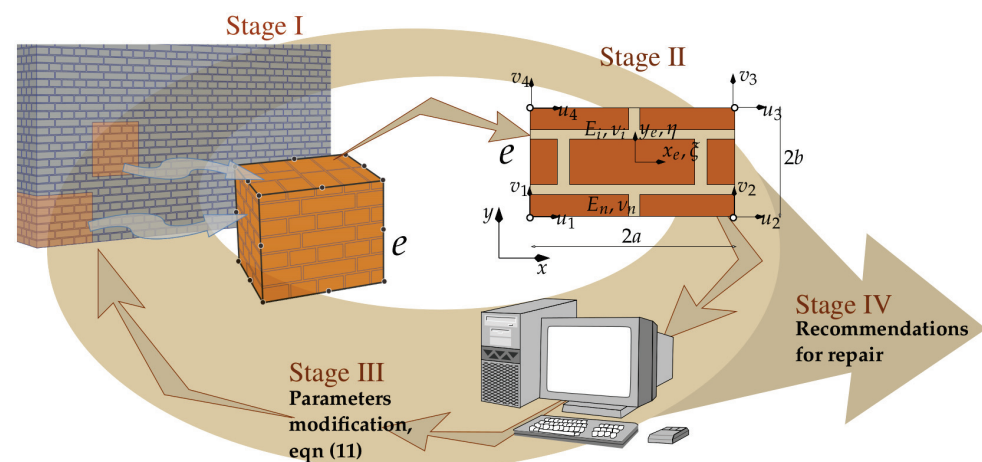 Stage I
Stage II
v₄
v₃
u₄
u₃
Eᵢ, νᵢ
yₑ, η
e
xₑ, ξ
2b
v₁
v₂
Eₙ, νₙ
e
y
u₁
u₂
2a
x
Stage IV
Recommendations
for repair
Stage III
Parameters
modification,
eqn (11)